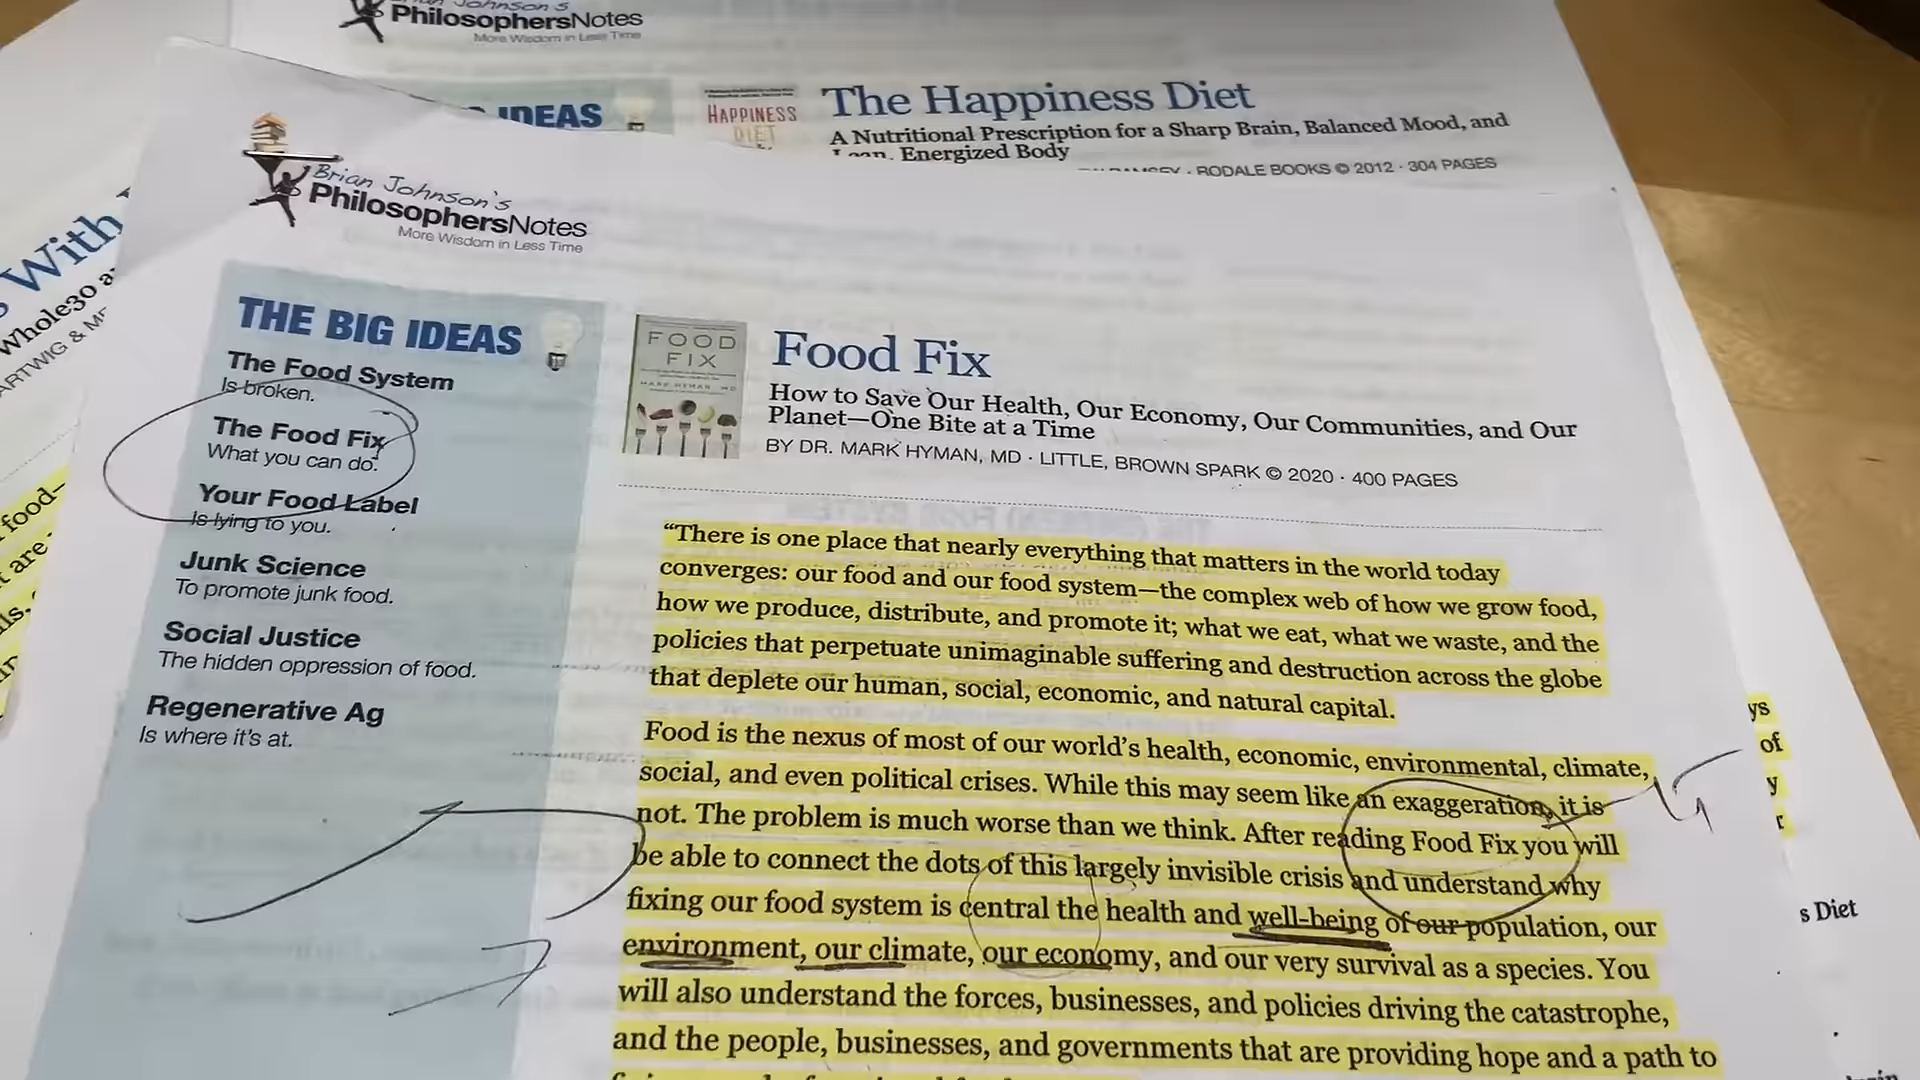 Brian Johnson's
PhilosophersNotes
More Wisdom in Less Time
IDEAS
HAPPINESS
DIET
The Happiness Diet
A Nutritional Prescription for a Sharp Brain, Balanced Mood, and
Lean, Energized Body
RAMSEY · RODALE BOOKS © 2012 · 304 PAGES
With
Whole30 a
ARTWIG & ME
food—
t are
Brian Johnson's
PhilosophersNotes
More Wisdom in Less Time
THE BIG IDEAS
The Food System
Is broken.
The Food Fix
What you can do.
Your Food Label
Is lying to you.
Junk Science
To promote junk food.
Social Justice
The hidden oppression of food.
Regenerative Ag
Is where it's at.
FOOD
FIX
MARK HYMAN, MD
Food Fix
How to Save Our Health, Our Economy, Our Communities, and Our
Planet—One Bite at a Time
BY DR. MARK HYMAN, MD · LITTLE, BROWN SPARK © 2020 · 400 PAGES
“There is one place that nearly everything that matters in the world today
converges: our food and our food system—the complex web of how we grow food,
how we produce, distribute, and promote it; what we eat, what we waste, and the
policies that perpetuate unimaginable suffering and destruction across the globe
that deplete our human, social, economic, and natural capital.
Food is the nexus of most of our world’s health, economic, environmental, climate,
social, and even political crises. While this may seem like an exaggeration, it is
not. The problem is much worse than we think. After reading Food Fix you will
be able to connect the dots of this largely invisible crisis and understand why
fixing our food system is central the health and well-being of our population, our
environment, our climate, our economy, and our very survival as a species. You
will also understand the forces, businesses, and policies driving the catastrophe,
and the people, businesses, and governments that are providing hope and a path to
ys
of
y
r
s Diet